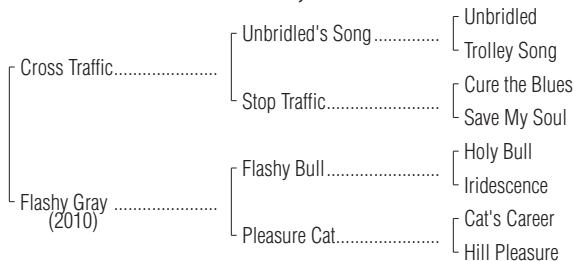 Unbridled
Unbridled's Song..............
Trolley Song
Cross Traffic......................
Cure the Blues
Stop Traffic........................
Save My Soul
Holy Bull
Flashy Bull........................
Iridescence
Flashy Gray ......................
(2010)
Cat's Career
Pleasure Cat......................
Hill Pleasure